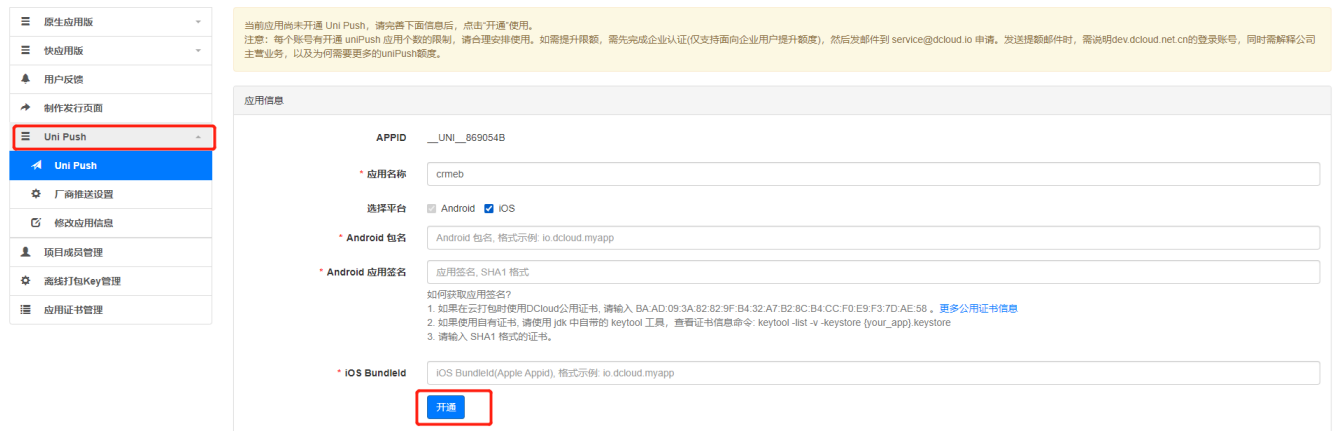 原生应用版
快应用版
用户反馈
制作发行页面
Uni Push
Uni Push
厂商推送设置
修改应用信息
项目成员管理
离线打包Key管理
应用证书管理
当前应用尚未开通 Uni Push，请完善下面信息后，点击“开通”使用。
注意：每个账号有开通 uniPush 应用个数的限制，请合理安排使用。如需提升限额，需先完成企业认证(仅支持面向企业用户提升额度)，然后发邮件到 service@dcloud.io 申请。发送提额邮件时，需说明dev.dcloud.net.cn的登录账号，同时需解释公司
主营业务，以及为何需要更多的uniPush额度。
应用信息
APPID __UNI__869054B
* 应用名称 crmeb
选择平台 Android iOS
* Android 包名 Android 包名, 格式示例: io.dcloud.myapp
* Android 应用签名 应用签名, SHA1 格式
如何获取应用签名?
1. 如果在云打包时使用DCloud公用证书, 请输入 BA:AD:09:3A:82:82:9F:B4:32:A7:B2:8C:B4:CC:F0:E9:F3:7D:AE:58 。更多公用证书信息
2. 如果使用自有证书, 请使用 jdk 中自带的 keytool 工具，查看证书信息命令: keytool -list -v -keystore {your_app}.keystore
3. 请输入 SHA1 格式的证书。
* iOS BundleId iOS BundleId(Apple Appid), 格式示例: io.dcloud.myapp
开通